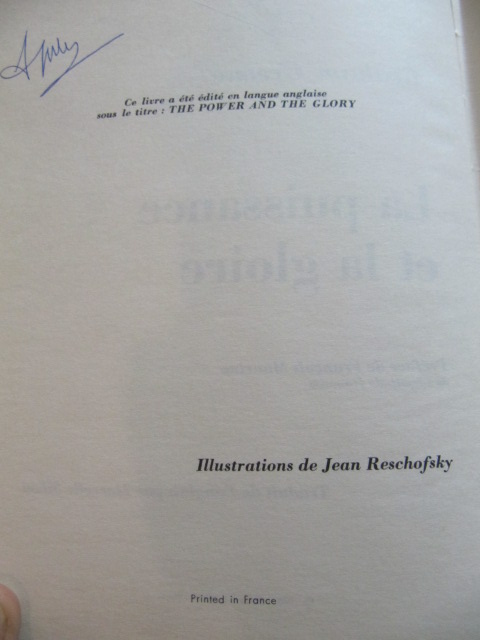 Ce livre a été édité en langue anglaise
sous le titre : THE POWER AND THE GLORY
La puissance
et la gloire
Illustrations de Jean Reschofsky
Printed in France